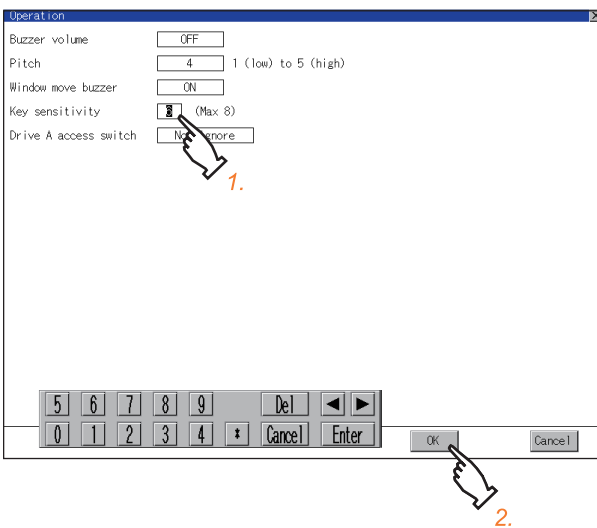 Operation
Buzzer volume OFF
Pitch 4 1 (low) to 5 (high)
Window move buzzer ON
Key sensitivity (Max 8)
Drive A access switch
1.
5 6 7 8 9 Del ◀ ▶
0 1 2 3 4 * Cancel Enter
OK Cancel
2.